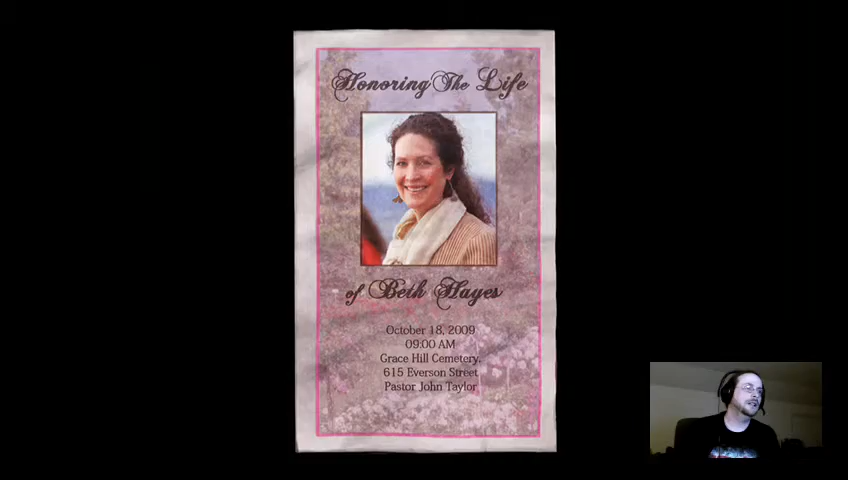 Honoring The Life
of Beth Hayes
October 18, 2009
09:00 AM
Grace Hill Cemetery,
615 Everson Street
Pastor John Taylor